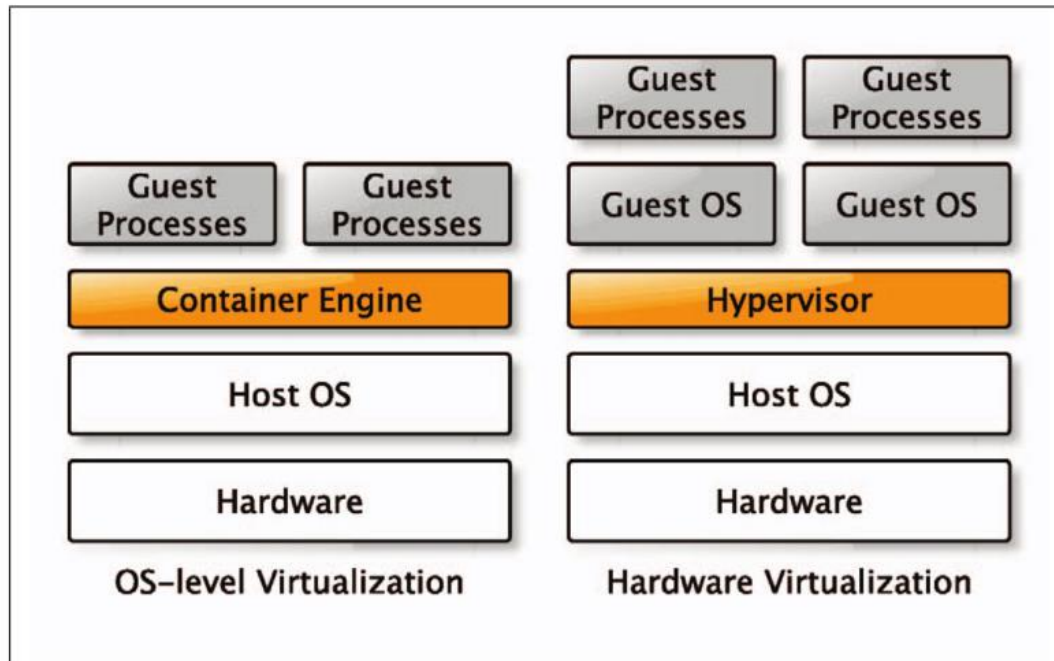 Guest
Processes
Guest
Processes
Container Engine
Host OS
Hardware
OS-level Virtualization
Guest
Processes
Guest
Processes
Guest OS
Guest OS
Hypervisor
Host OS
Hardware
Hardware Virtualization